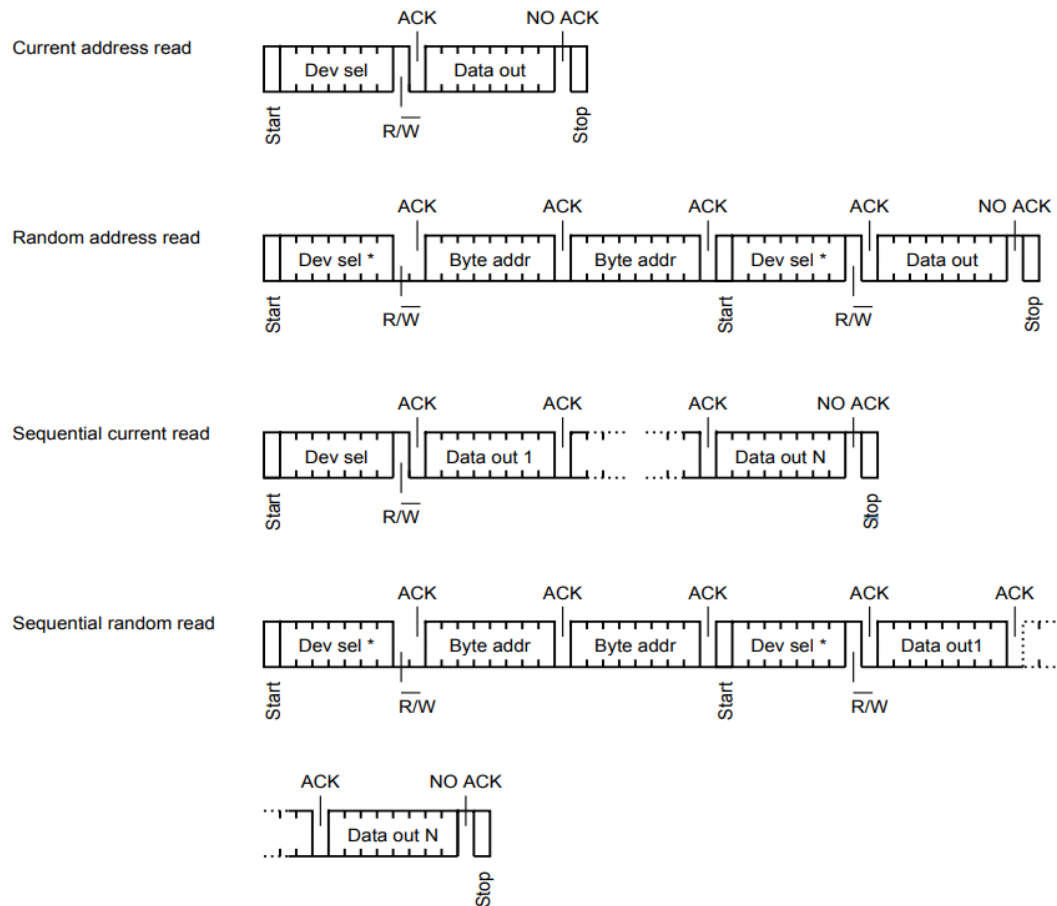 ACK NO ACK
Current address read
Dev sel Data out
Start R/W̅ Stop
ACK ACK ACK ACK NO ACK
Random address read
Dev sel * Byte addr Byte addr Dev sel * Data out
Start R/W̅ Start R/W̅ Stop
ACK ACK ACK NO ACK
Sequential current read
Dev sel Data out 1 Data out N
Start R/W̅ Stop
ACK ACK ACK ACK ACK
Sequential random read
Dev sel * Byte addr Byte addr Dev sel * Data out1
Start R̅/W Start R̅/W
ACK NO ACK
Data out N
Stop